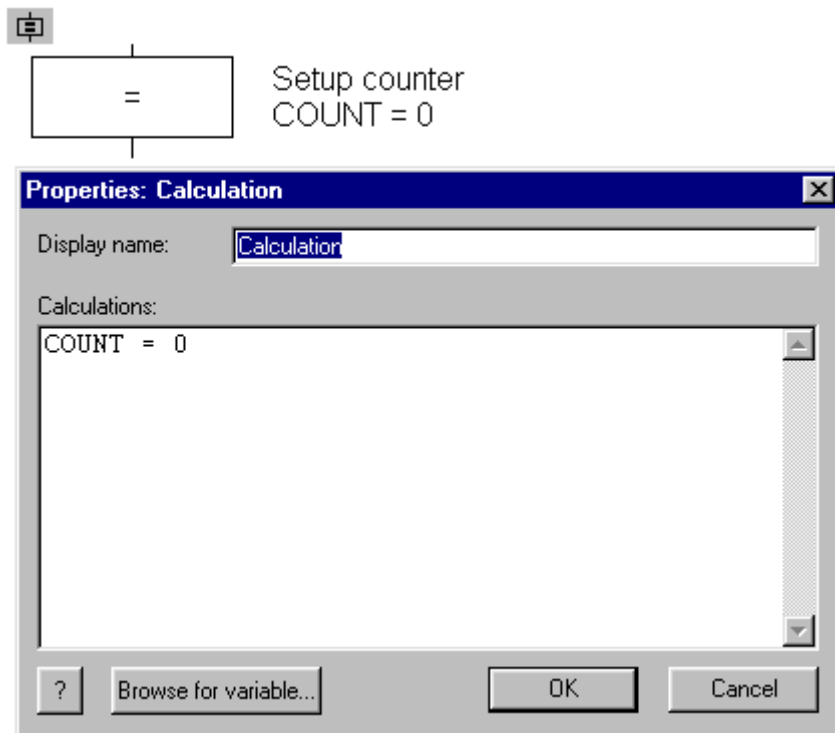 =
Setup counter
COUNT = 0
Properties: Calculation
Display name: Calculation
Calculations:
COUNT = 0
? Browse for variable... OK Cancel